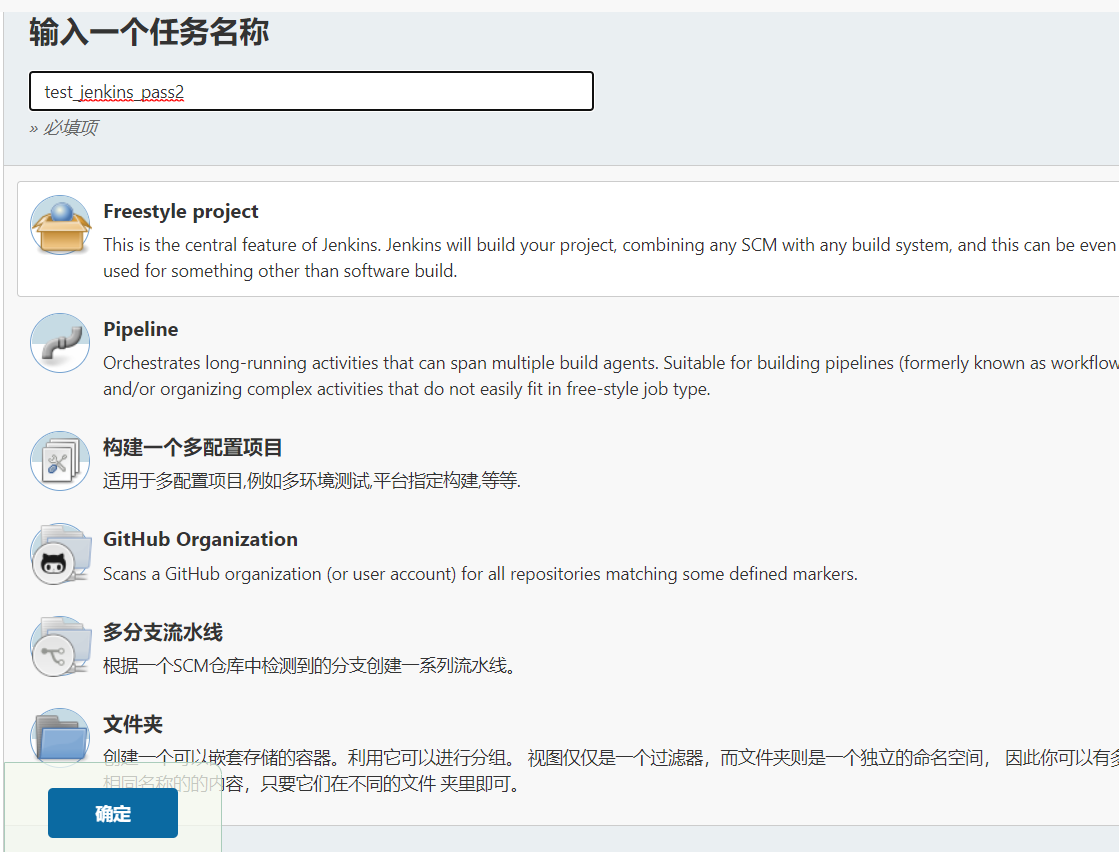 输入一个任务名称
test_jenkins_pass2
» 必填项
Freestyle project
This is the central feature of Jenkins. Jenkins will build your project, combining any SCM with any build system, and this can be even
used for something other than software build.
Pipeline
Orchestrates long-running activities that can span multiple build agents. Suitable for building pipelines (formerly known as workflow
and/or organizing complex activities that do not easily fit in free-style job type.
构建一个多配置项目
适用于多配置项目,例如多环境测试,平台指定构建,等等.
GitHub Organization
Scans a GitHub organization (or user account) for all repositories matching some defined markers.
多分支流水线
根据一个SCM仓库中检测到的分支创建一系列流水线。
文件夹
创建一个可以嵌套存储的容器。利用它可以进行分组。 视图仅仅是一个过滤器，而文件夹则是一个独立的命名空间， 因此你可以有多
相同名称的的内容，只要它们在不同的文件 夹里即可。
确定